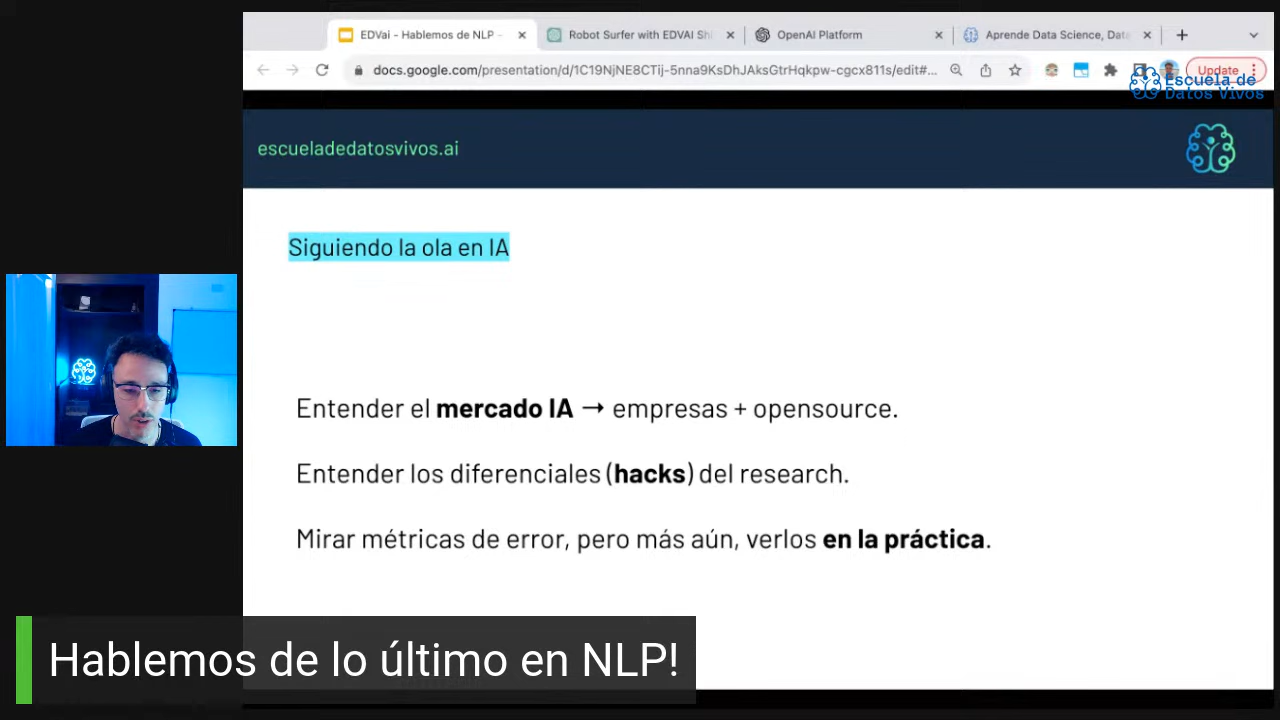 EDVai - Hablemos de NLP -
Robot Surfer with EDVAI Shi
OpenAI Platform
Aprende Data Science, Data
docs.google.com/presentation/d/1C19NjNE8CTij-5nna9KsDhJAksGtrHqkpw-cgcx811s/edit#...
Update
Escuela de
Datos Vivos
escueladedatosvivos.ai
Siguiendo la ola en IA
Entender el mercado IA → empresas + opensource.
Entender los diferenciales (hacks) del research.
Mirar métricas de error, pero más aún, verlos en la práctica.
Hablemos de lo último en NLP!